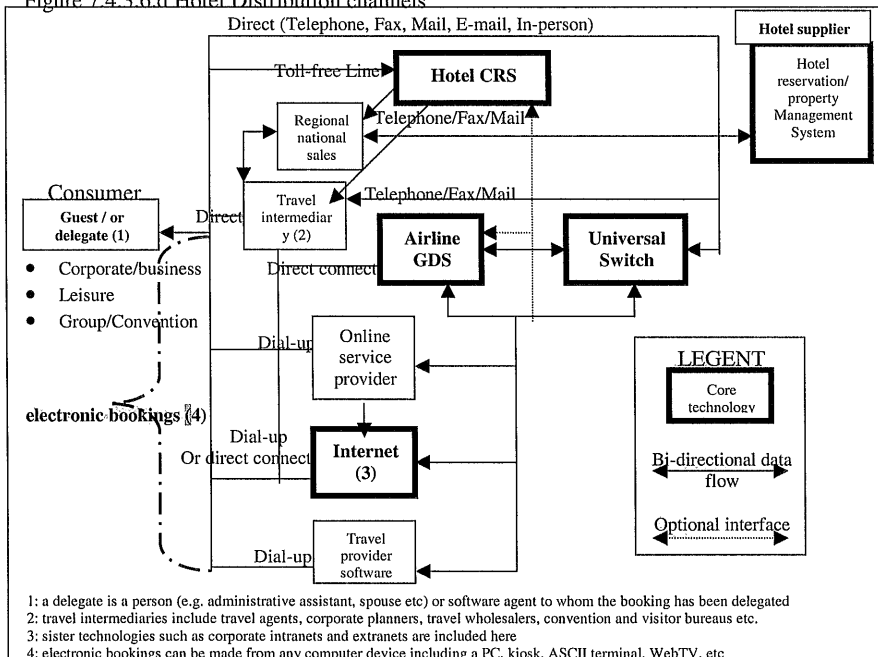 Figure 7.4.3.6.d Hotel Distribution channels
Direct (Telephone, Fax, Mail, E-mail, In-person)
Hotel supplier
Toll-free Line
Hotel CRS
Hotel
reservation/
property
Management
System
Regional
national
sales
Telephone/Fax/Mail
Consumer
Guest / or
delegate (1)
Direct
Travel
intermediar
y (2)
Telephone/Fax/Mail
Airline
GDS
Universal
Switch
Corporate/business
Leisure
Group/Convention
Direct connect
Dial-up
Online
service
provider
LEGENT
Core
technology
electronic bookings (4)
Dial-up
Or direct connect
Internet
(3)
Bi-directional data
flow
Optional interface
Dial-up
Travel
provider
software
1: a delegate is a person (e.g. administrative assistant, spouse etc) or software agent to whom the booking has been delegated
2: travel intermediaries include travel agents, corporate planners, travel wholesalers, convention and visitor bureaus etc.
3: sister technologies such as corporate intranets and extranets are included here
4: electronic bookings can be made from any computer device including a PC, kiosk, ASCII terminal, WebTV, etc